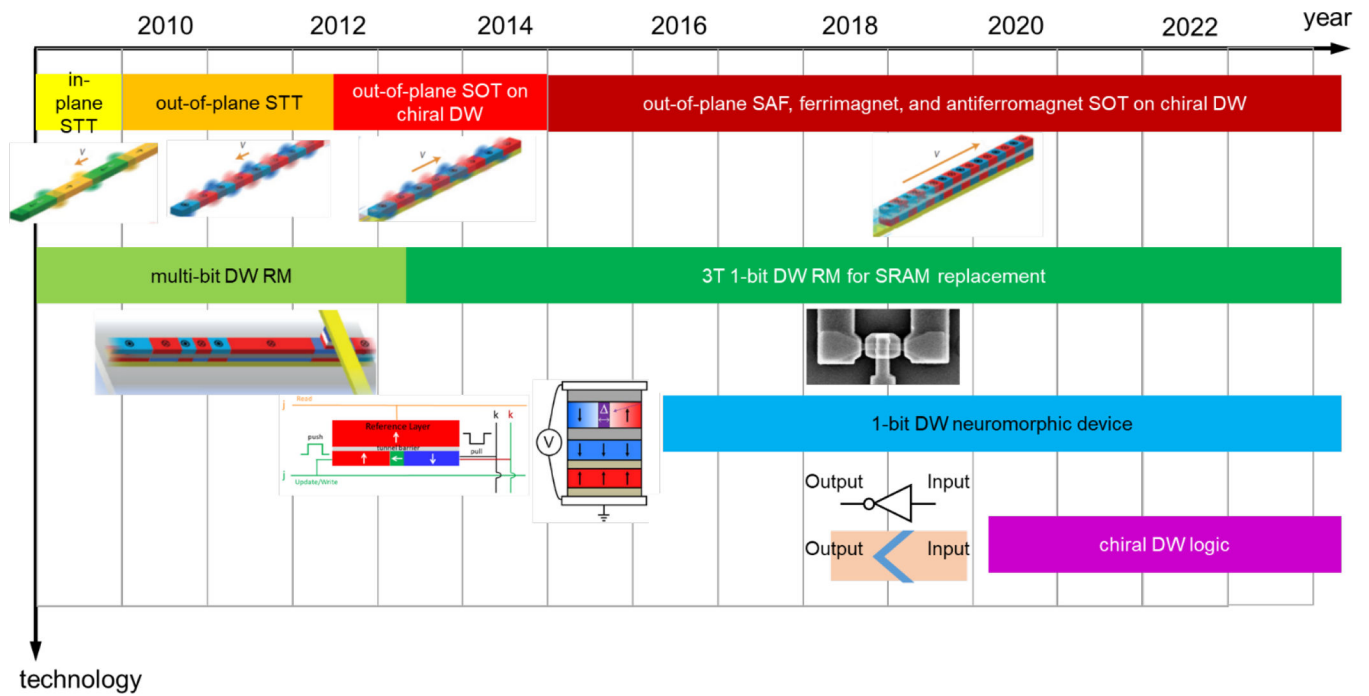 year
2010
2012
2014
2016
2018
2020
2022
in-
plane
STT
out-of-plane STT
out-of-plane SOT on
chiral DW
out-of-plane SAF, ferrimagnet, and antiferromagnet SOT on chiral DW
v
v
v
v
multi-bit DW RM
3T 1-bit DW RM for SRAM replacement
j
Read
k
k
Reference Layer
push
tunnel barrier
pull
j
Update/Write
V
Δ
1-bit DW neuromorphic device
Output
Input
Output
Input
chiral DW logic
technology